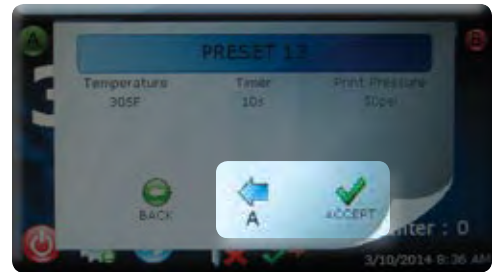 A
B
PRESET 13
Temperature Timer Print Pressure
305F 10s 50psi
BACK
A
ACCEPT
nter : 0
3/10/2014 8:36 AM